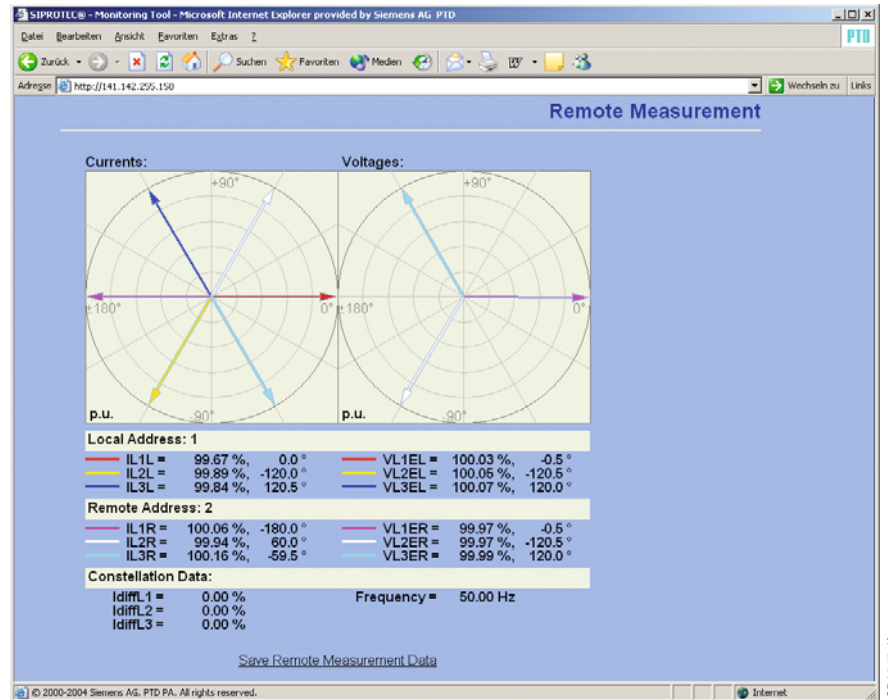 SIPROTEC® - Monitoring Tool - Microsoft Internet Explorer provided by Siemens AG PTD
Datei Bearbeiten Ansicht Favoriten Extras ?
PTD
Zurück Suchen Favoriten Medien
Adresse http://141.142.255.150 Wechseln zu Links
Remote Measurement
Currents: Voltages:
+90° +90°
±180° 0° ±180° 0°
p.u. -90° p.u. -90°
Local Address: 1
IL1L = 99.67 %, 0.0 ° VL1EL = 100.03 %, -0.5 °
IL2L = 99.89 %, -120.0 ° VL2EL = 100.05 %, -120.5 °
IL3L = 99.84 %, 120.5 ° VL3EL = 100.07 %, 120.0 °
Remote Address: 2
IL1R = 100.06 %, -180.0 ° VL1ER = 99.97 %, -0.5 °
IL2R = 99.94 %, 60.0 ° VL2ER = 99.97 %, -120.5 °
IL3R = 100.16 %, -59.5 ° VL3ER = 99.99 %, 120.0 °
Constellation Data:
IdiffL1 = 0.00 % Frequency = 50.00 Hz
IdiffL2 = 0.00 %
IdiffL3 = 0.00 %
Save Remote Measurement Data
© 2000-2004 Siemens AG. PTD PA. All rights reserved. Internet